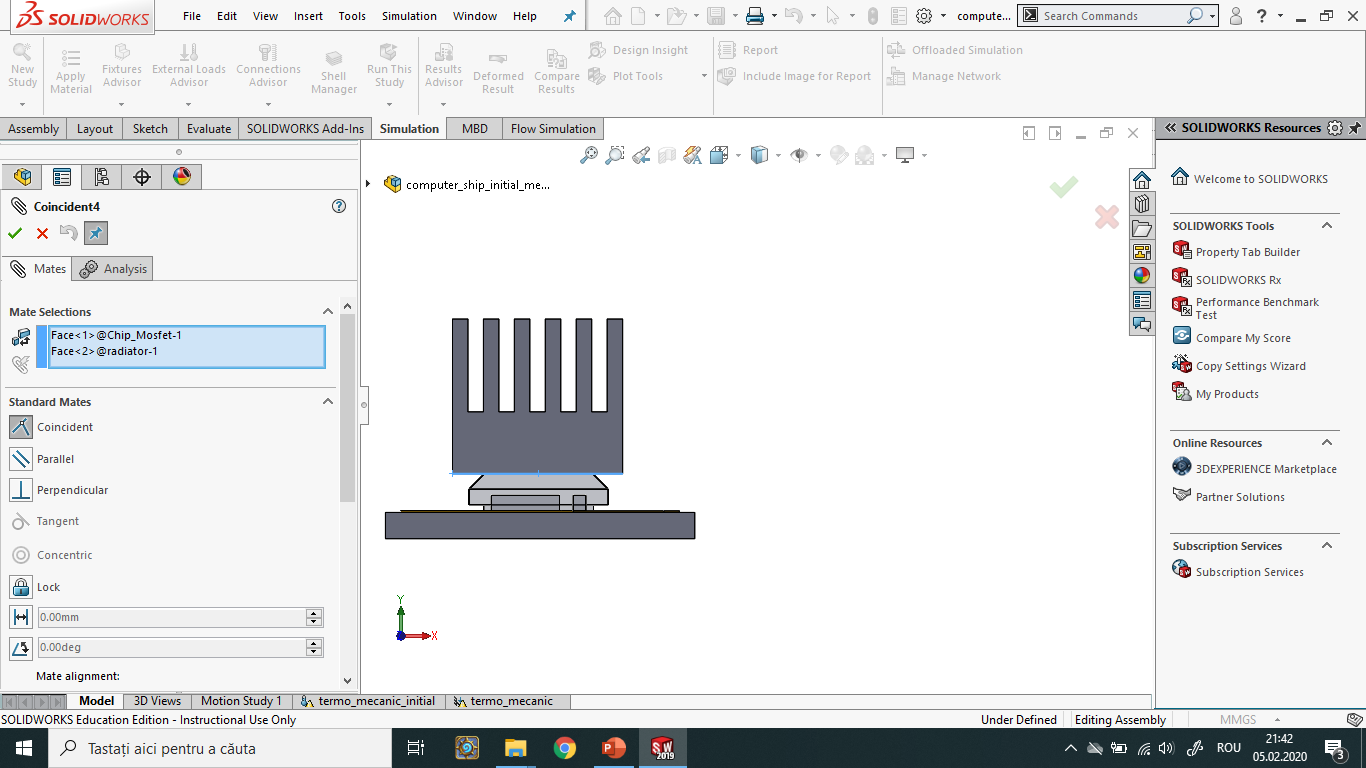 SOLIDWORKS
File Edit View Insert Tools Simulation Window Help
compute...
Search Commands
New Study
Apply Material
Fixtures Advisor
External Loads Advisor
Connections Advisor
Shell Manager
Run This Study
Results Advisor
Deformed Result
Compare Results
Design Insight
Plot Tools
Report
Include Image for Report
Offloaded Simulation
Manage Network
Assembly Layout Sketch Evaluate SOLIDWORKS Add-Ins Simulation MBD Flow Simulation
Coincident4
Mates Analysis
Mate Selections
Face<1>@Chip_Mosfet-1
Face<2>@radiator-1
Standard Mates
Coincident
Parallel
Perpendicular
Tangent
Concentric
Lock
0.00mm
0.00deg
Mate alignment:
computer_ship_initial_me...
Y
X
SOLIDWORKS Resources
Welcome to SOLIDWORKS
SOLIDWORKS Tools
Property Tab Builder
SOLIDWORKS Rx
Performance Benchmark
Test
Compare My Score
Copy Settings Wizard
My Products
Online Resources
3DEXPERIENCE Marketplace
Partner Solutions
Subscription Services
Subscription Services
Model 3D Views Motion Study 1 termo_mecanic_initial termo_mecanic
SOLIDWORKS Education Edition - Instructional Use Only
Under Defined Editing Assembly MMGS
Tastați aici pentru a căuta
SW
2019
ROU
21:42
05.02.2020
3